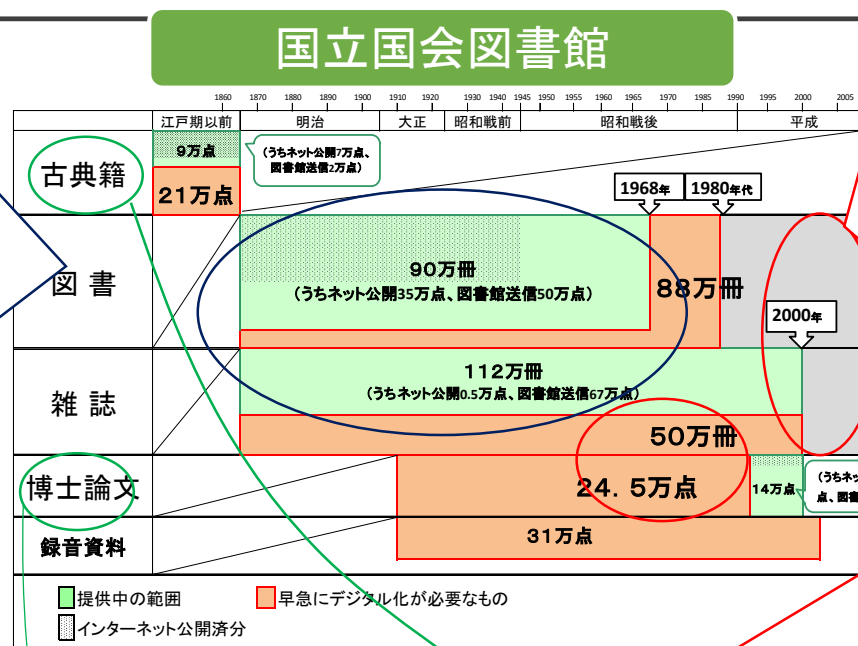 国立国会図書館
1860 1870 1880 1890 1900 1910 1920 1930 1940 1945 1950 1955 1960 1965 1970 1985 1990 1995 2000 2005
江戸期以前 明治 大正 昭和戦前 昭和戦後 平成
古典籍
9万点
(うちネット公開7万点、
図書館送信2万点)
21万点
1968年 1980年代
図書
90万冊
(うちネット公開35万点、図書館送信50万点)
88万冊
2000年
雑誌
112万冊
(うちネット公開0.5万点、図書館送信67万点)
50万冊
博士論文
24.5万点
14万点
(うちネッ
点、図書
録音資料
31万点
提供中の範囲 早急にデジタル化が必要なもの
インターネット公開済分